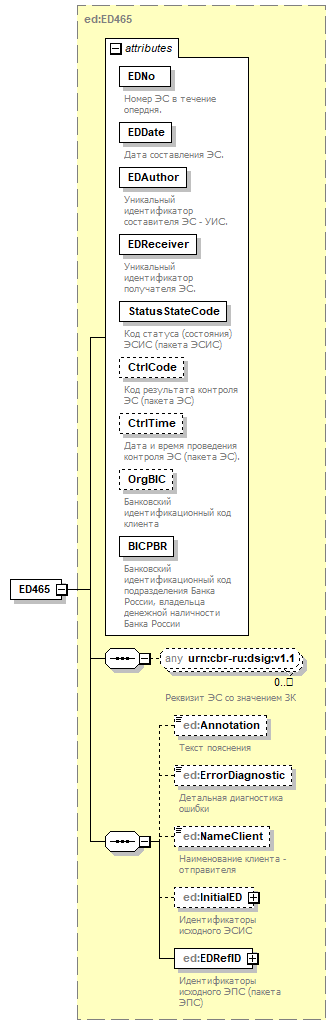 ed:ED465
attributes
EDNo
Номер ЭС в течение
опердня.
EDDate
Дата составления ЭС.
EDAuthor
Уникальный
идентификатор
составителя ЭС - УИС.
EDReceiver
Уникальный
идентификатор
получателя ЭС.
StatusStateCode
Код статуса (состояния)
ЭСИС (пакета ЭСИС)
CtrlCode
Код результата контроля
ЭС (пакета ЭС)
CtrlTime
Дата и время проведения
контроля ЭС (пакета ЭС).
OrgBIC
Банковский
идентификационный код
клиента
BICPBR
Банковский
идентификационный код
подразделения Банка
России, владельца
денежной наличности
Банка России
ED465
any urn:cbr-ru:dsig:v1.1
0..
Реквизит ЭС со значением ЗК
ed:Annotation
Текст пояснения
ed:ErrorDiagnostic
Детальная диагностика
ошибки
ed:NameClient
Наименование клиента -
отправителя
ed:InitialED
Идентификаторы
исходного ЭСИС
ed:EDRefID
Идентификаторы
исходного ЭПС (пакета
ЭПС)